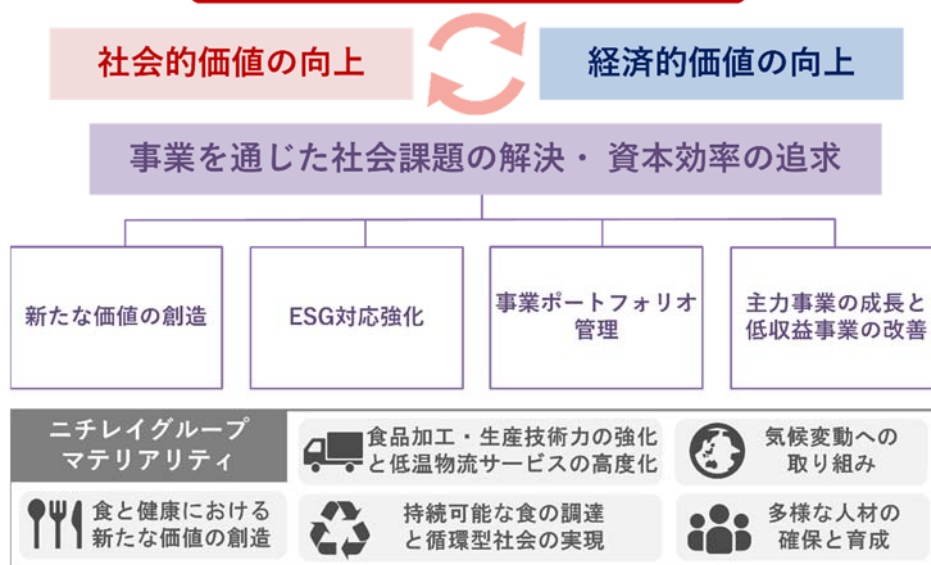 社会的価値の向上
経済的価値の向上
事業を通じた社会課題の解決・ 資本効率の追求
新たな価値の創造
ESG対応強化
事業ポートフォリオ
管理
主力事業の成長と
低収益事業の改善
ニチレイグループ
マテリアリティ
食品加工・生産技術力の強化
と低温物流サービスの高度化
気候変動への
取り組み
食と健康における
新たな価値の創造
持続可能な食の調達
と循環型社会の実現
多様な人材の
確保と育成